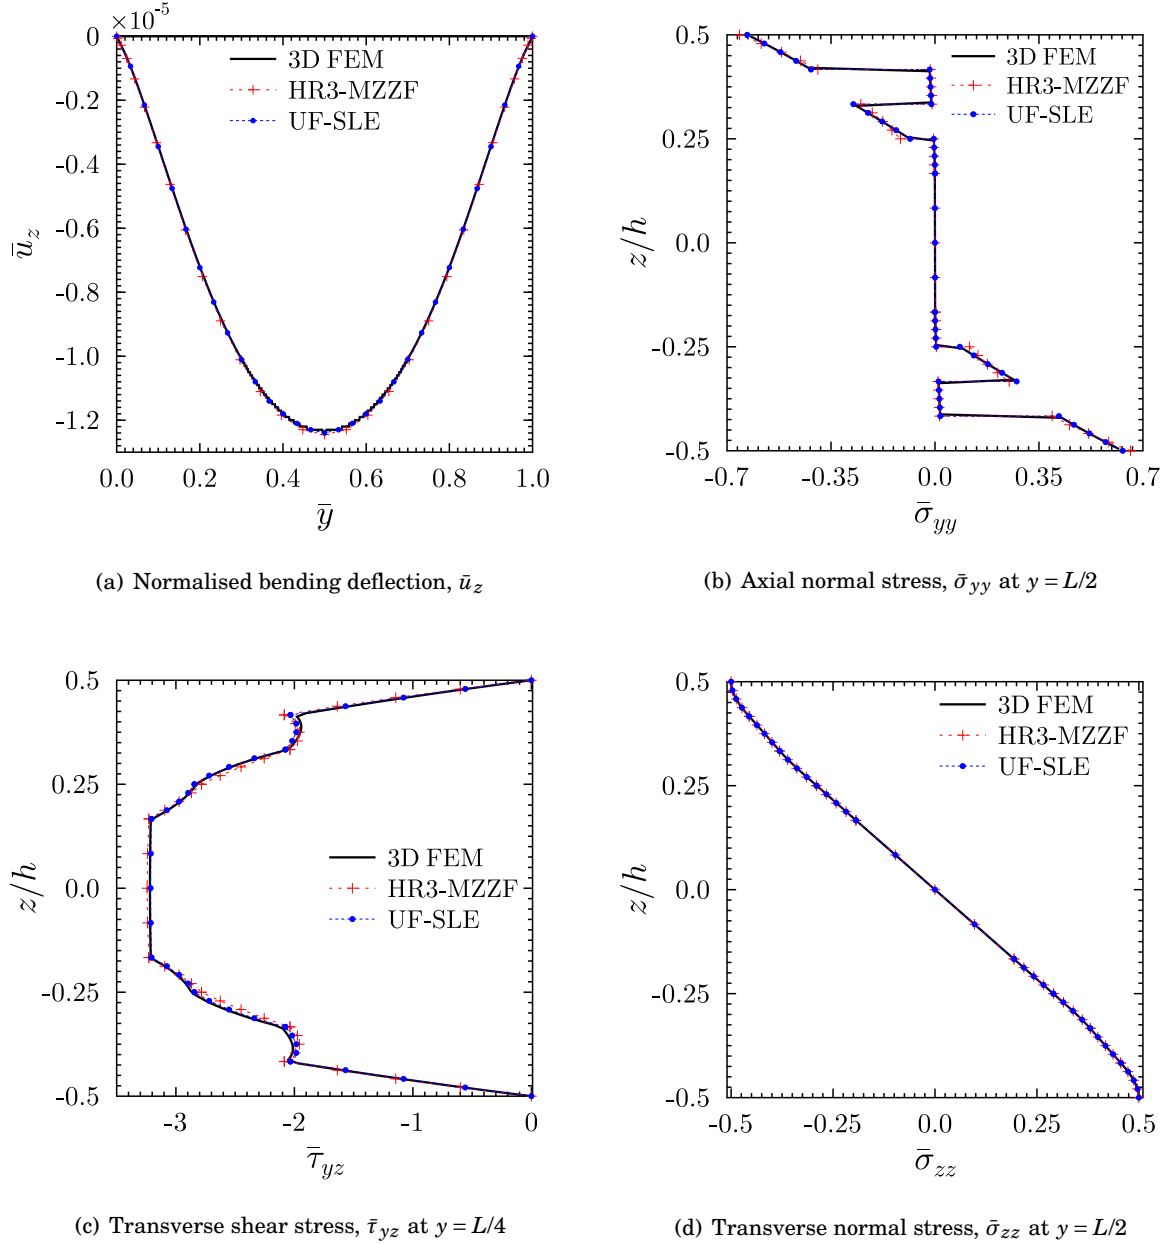 ×10⁻⁵
0
-0.2
-0.4
-0.6
-0.8
-1.0
-1.2
0.0 0.2 0.4 0.6 0.8 1.0
ū_z
ȳ
3D FEM
HR3-MZZF
UF-SLE
(a) Normalised bending deflection, ū_z
0.5
0.25
0.0
-0.25
-0.5
-0.7 -0.35 0.0 0.35 0.7
z/h
σ̄_yy
3D FEM
HR3-MZZF
UF-SLE
(b) Axial normal stress, σ̄_yy at y = L/2
0.5
0.25
0.0
-0.25
-0.5
-3 -2 -1 0
z/h
τ̄_yz
3D FEM
HR3-MZZF
UF-SLE
(c) Transverse shear stress, τ̄_yz at y = L/4
0.5
0.25
0.0
-0.25
-0.5
-0.5 -0.25 0.0 0.25 0.5
z/h
σ̄_zz
3D FEM
HR3-MZZF
UF-SLE
(d) Transverse normal stress, σ̄_zz at y = L/2